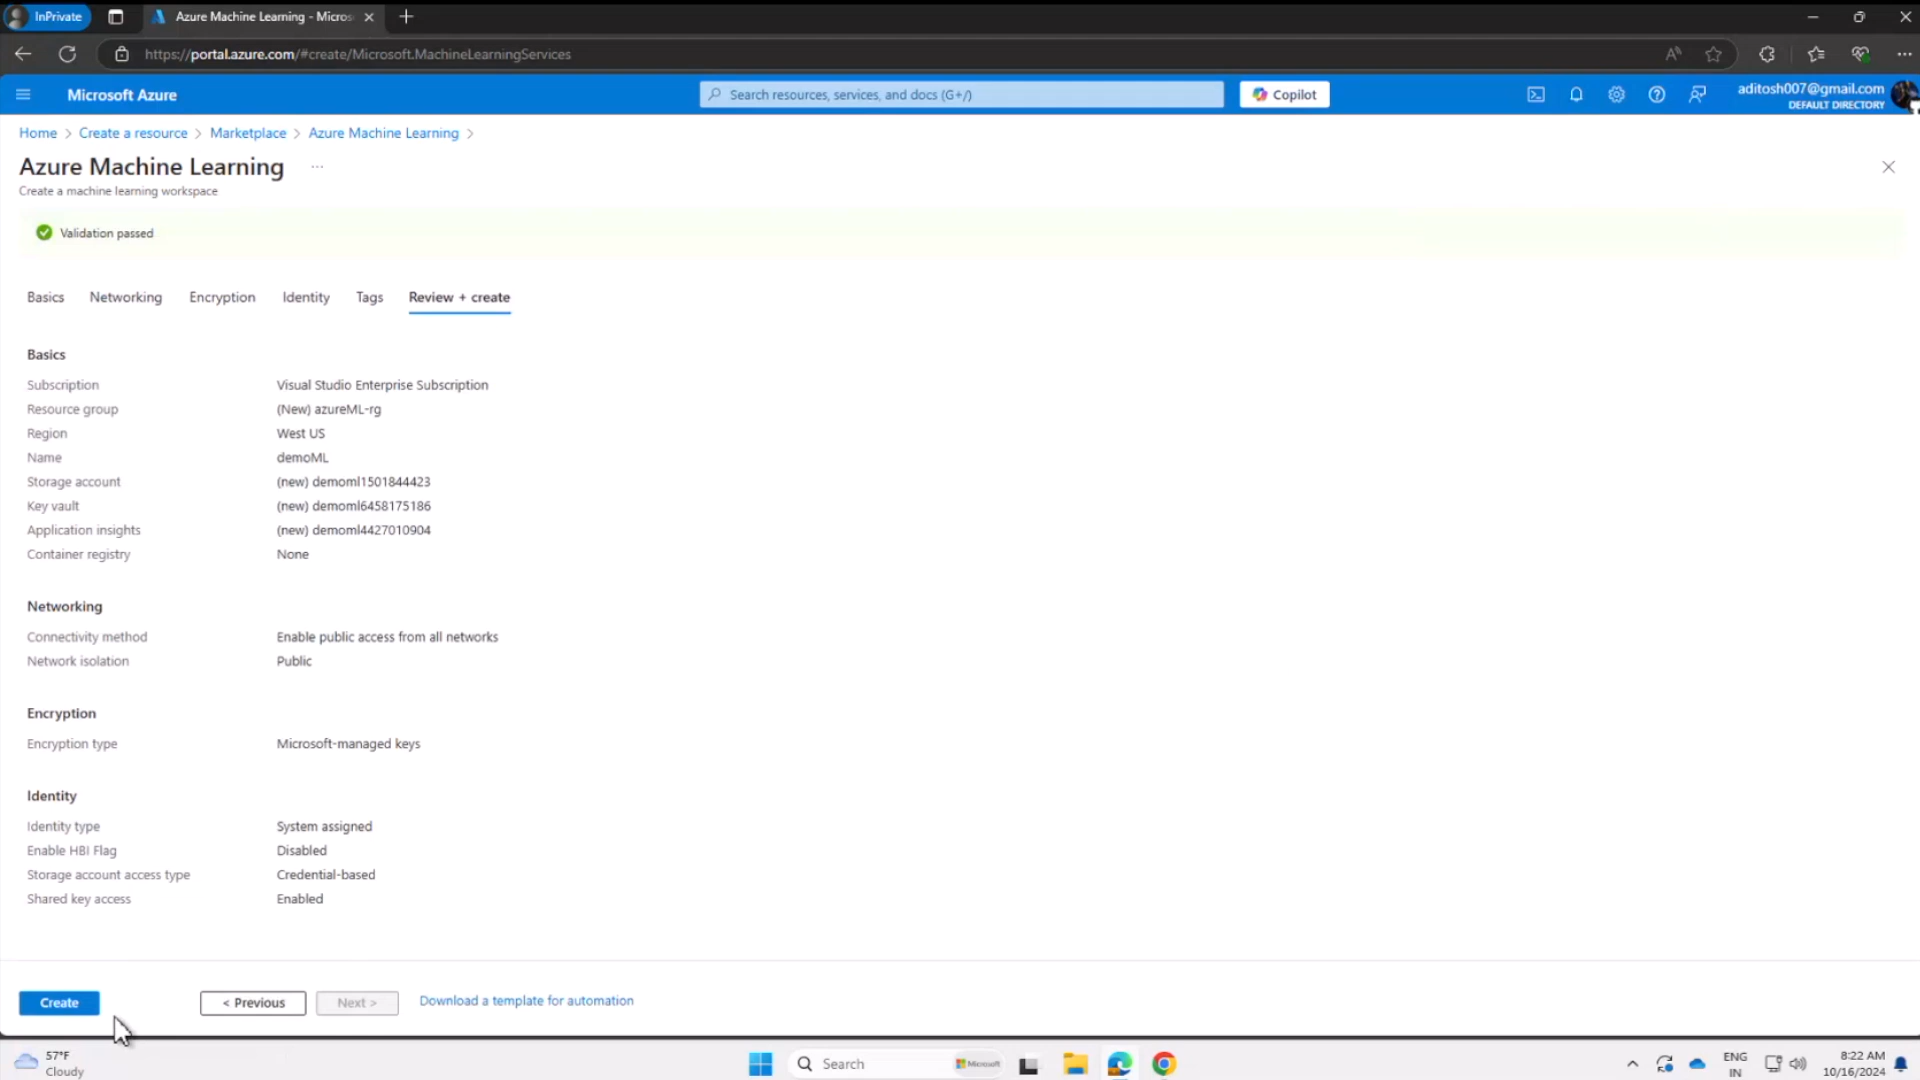 InPrivate
Azure Machine Learning - Micros
https://portal.azure.com/#create/Microsoft.MachineLearningServices
Microsoft Azure
Search resources, services, and docs (G+/)
Copilot
aditosh007@gmail.com
DEFAULT DIRECTORY
Home > Create a resource > Marketplace > Azure Machine Learning >
Azure Machine Learning ...
Create a machine learning workspace
Validation passed
Basics Networking Encryption Identity Tags Review + create
Basics
Subscription Visual Studio Enterprise Subscription
Resource group (New) azureML-rg
Region West US
Name demoML
Storage account (new) demoml1501844423
Key vault (new) demoml6458175186
Application insights (new) demoml4427010904
Container registry None
Networking
Connectivity method Enable public access from all networks
Network isolation Public
Encryption
Encryption type Microsoft-managed keys
Identity
Identity type System assigned
Enable HBI Flag Disabled
Storage account access type Credential-based
Shared key access Enabled
Create < Previous Next > Download a template for automation
57°F
Cloudy
Search
Microsoft
ENG
IN
8:22 AM
10/16/2024